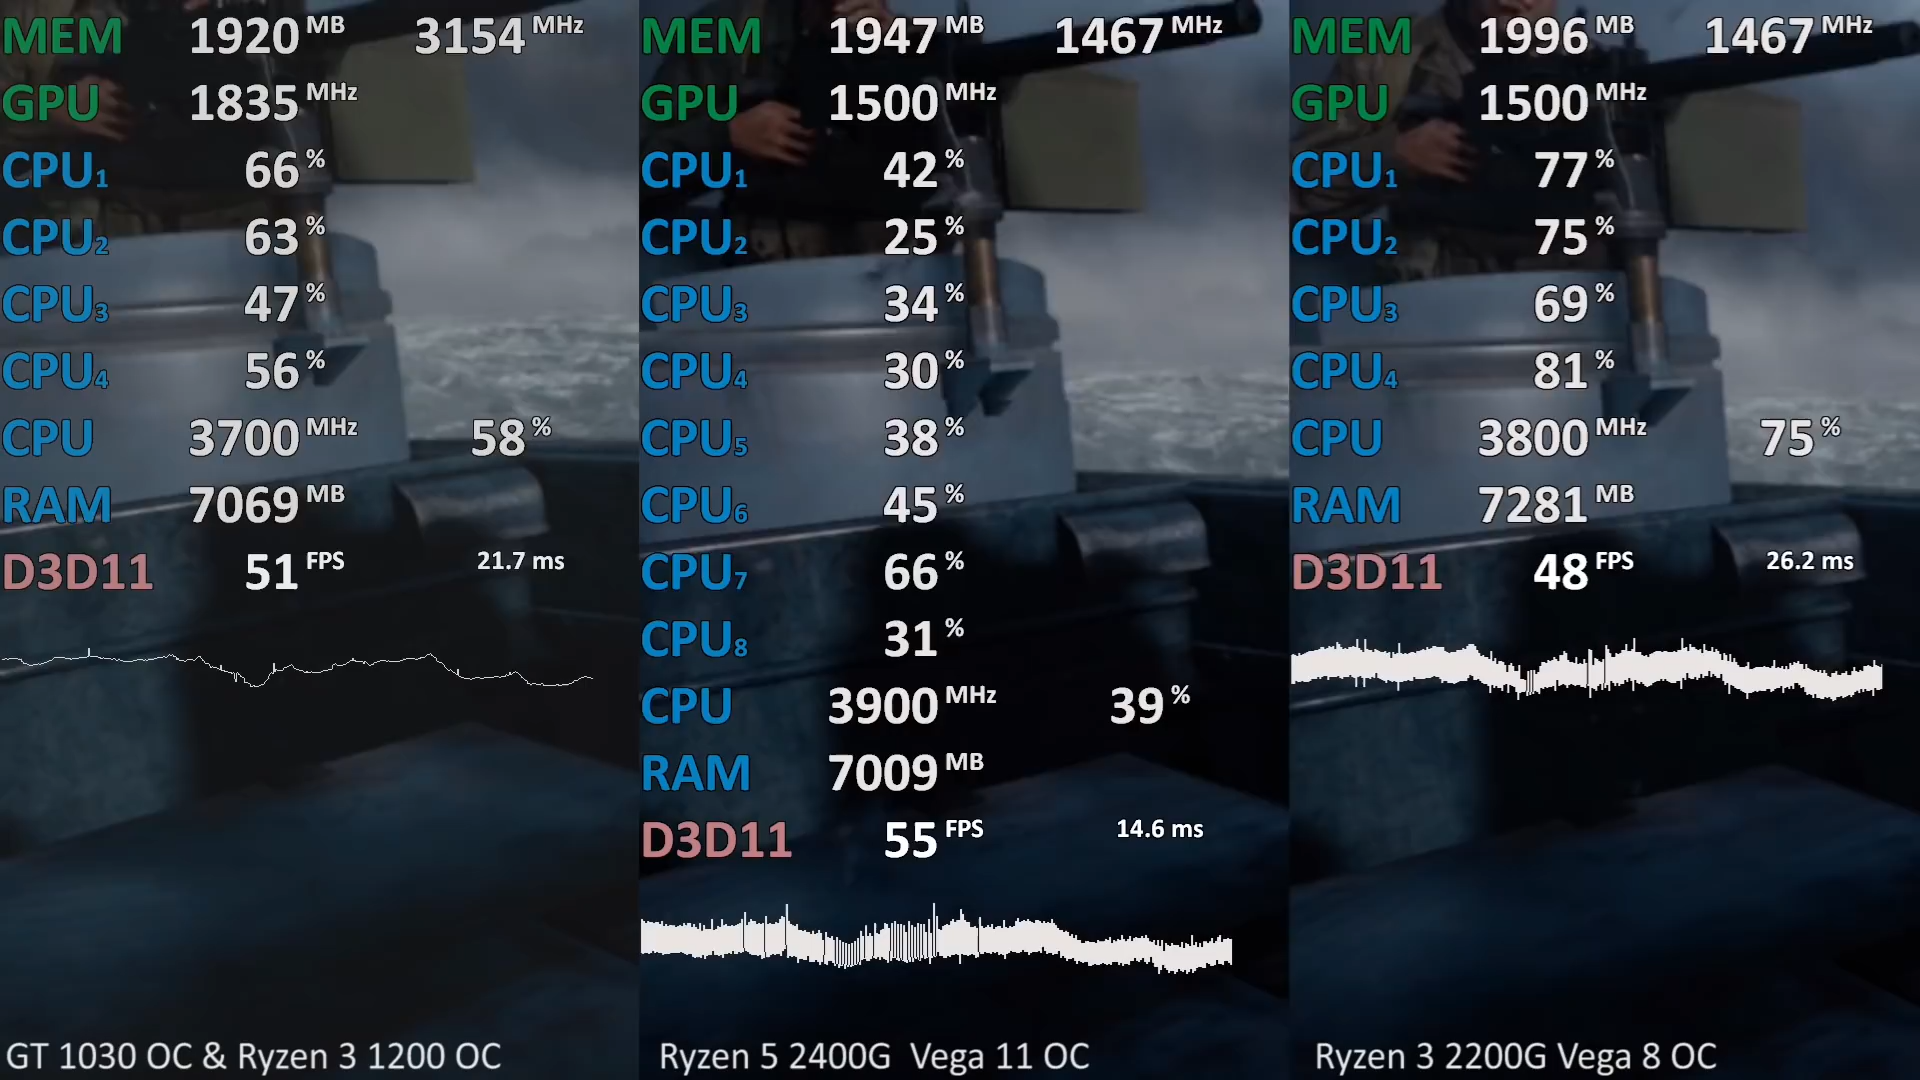 MEM 1920 MB 3154 MHz
GPU 1835 MHz
CPU1 66 %
CPU2 63 %
CPU3 47 %
CPU4 56 %
CPU 3700 MHz 58 %
RAM 7069 MB
D3D11 51 FPS 21.7 ms
GT 1030 OC & Ryzen 3 1200 OC
MEM 1947 MB 1467 MHz
GPU 1500 MHz
CPU1 42 %
CPU2 25 %
CPU3 34 %
CPU4 30 %
CPU5 38 %
CPU6 45 %
CPU7 66 %
CPU8 31 %
CPU 3900 MHz 39 %
RAM 7009 MB
D3D11 55 FPS 14.6 ms
Ryzen 5 2400G Vega 11 OC
MEM 1996 MB 1467 MHz
GPU 1500 MHz
CPU1 77 %
CPU2 75 %
CPU3 69 %
CPU4 81 %
CPU 3800 MHz 75 %
RAM 7281 MB
D3D11 48 FPS 26.2 ms
Ryzen 3 2200G Vega 8 OC